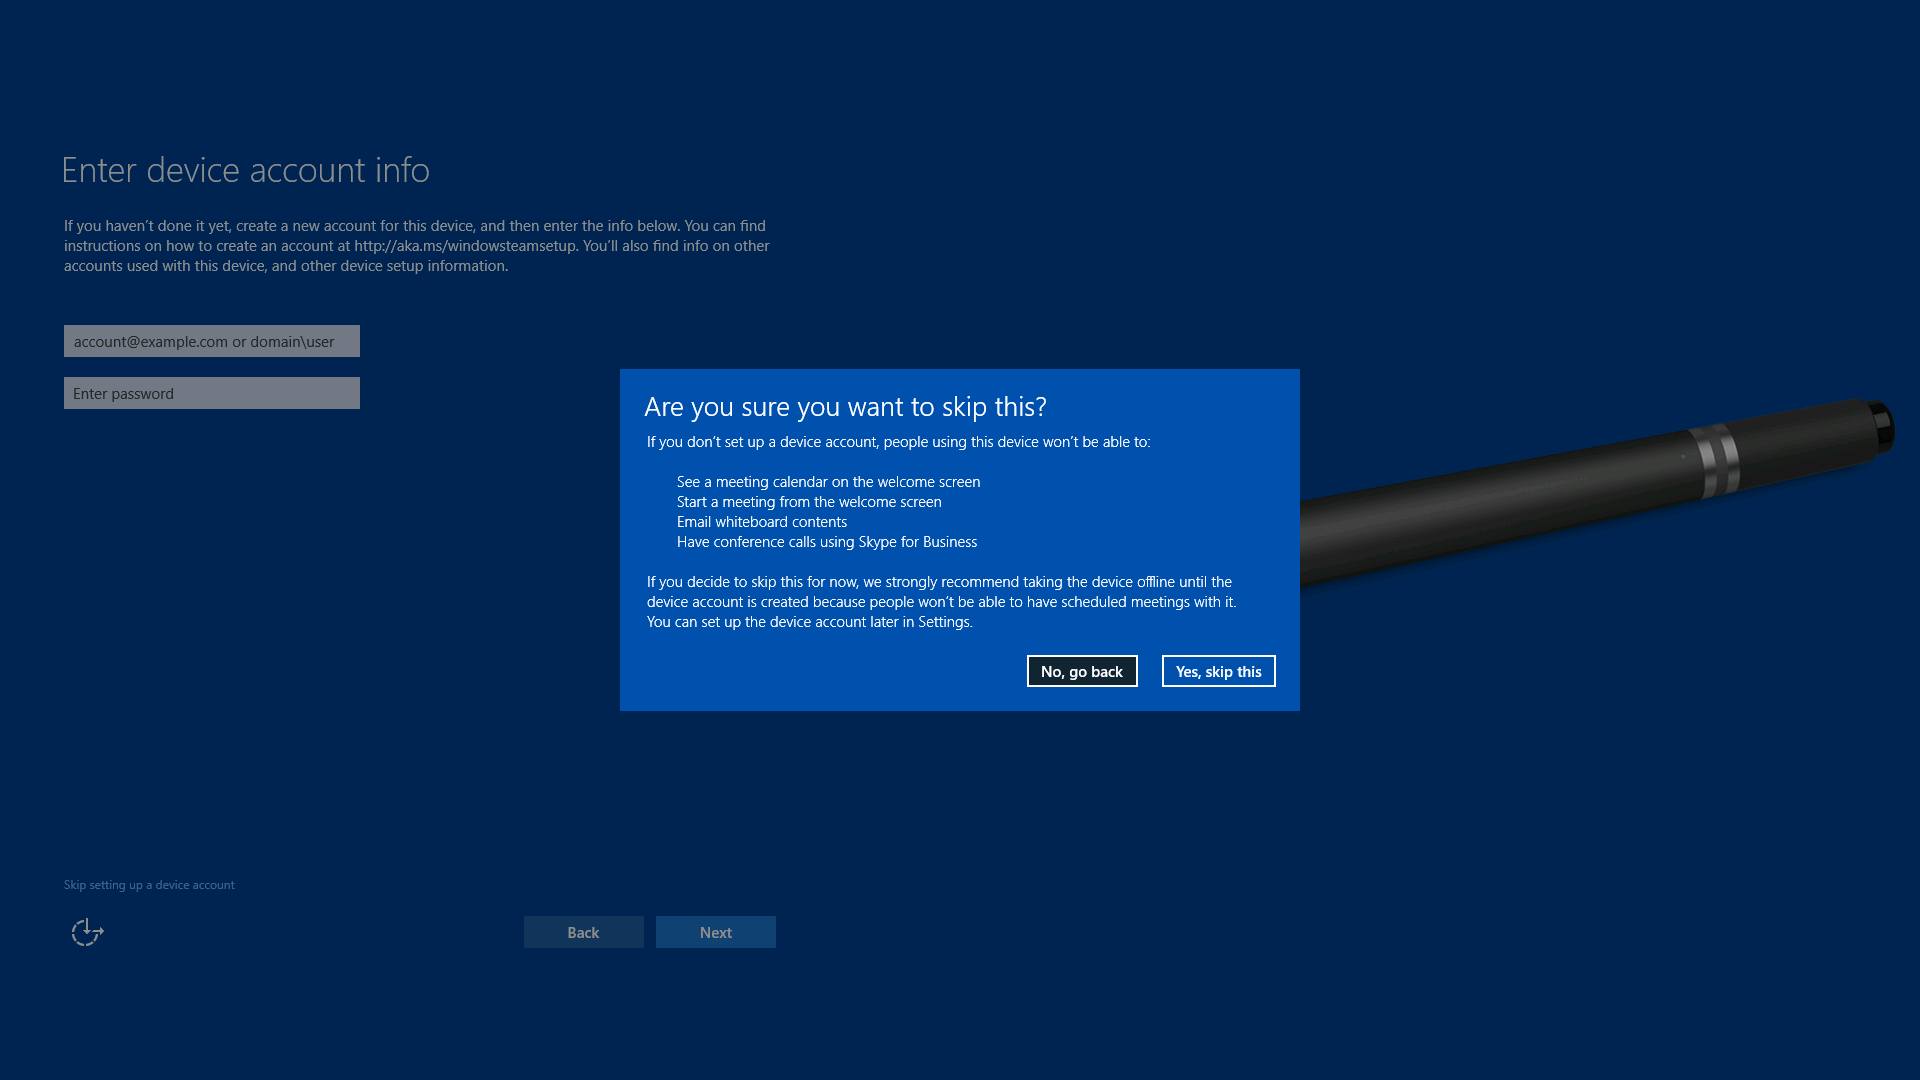 Enter device account info
If you haven't done it yet, create a new account for this device, and then enter the info below. You can find
instructions on how to create an account at http://aka.ms/windowsteamsetup. You'll also find info on other
accounts used with this device, and other device setup information.
account@example.com or domain\user
Enter password
Are you sure you want to skip this?
If you don't set up a device account, people using this device won't be able to:
See a meeting calendar on the welcome screen
Start a meeting from the welcome screen
Email whiteboard contents
Have conference calls using Skype for Business
If you decide to skip this for now, we strongly recommend taking the device offline until the
device account is created because people won't be able to have scheduled meetings with it.
You can set up the device account later in Settings.
No, go back
Yes, skip this
Skip setting up a device account
Back
Next